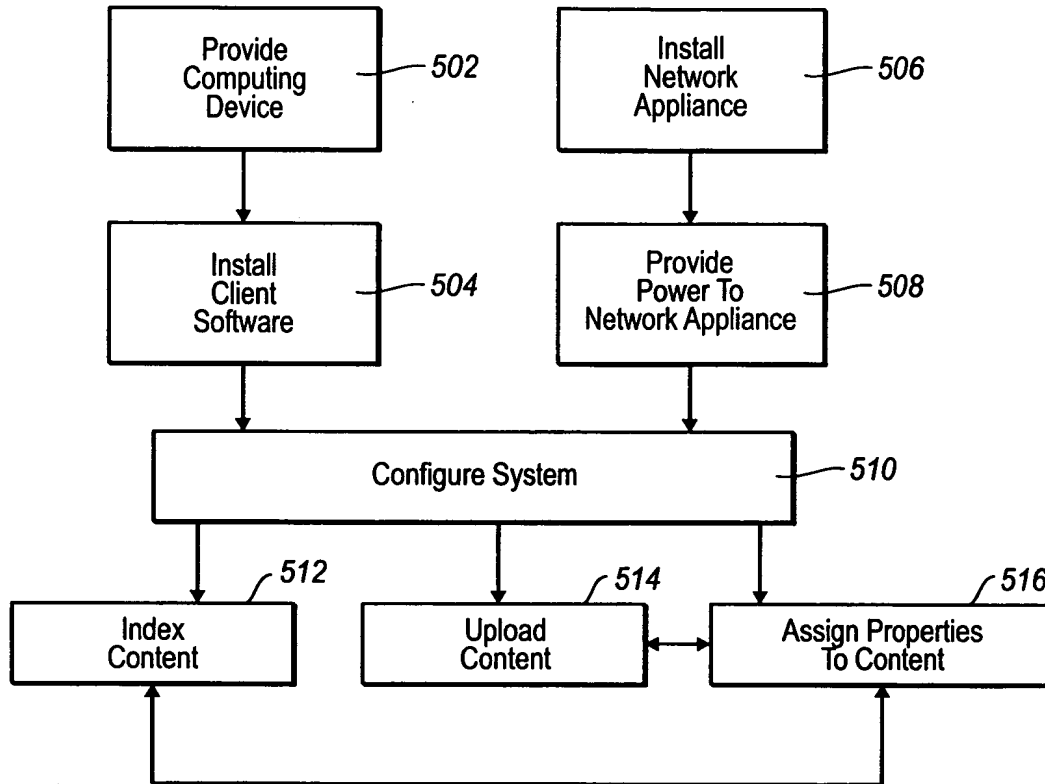 Provide
Computing
Device
502
Install
Network
Appliance
506
Install
Client
Software
504
Provide
Power To
Network Appliance
508
Configure System
510
512
Index
Content
514
Upload
Content
516
Assign Properties
To Content